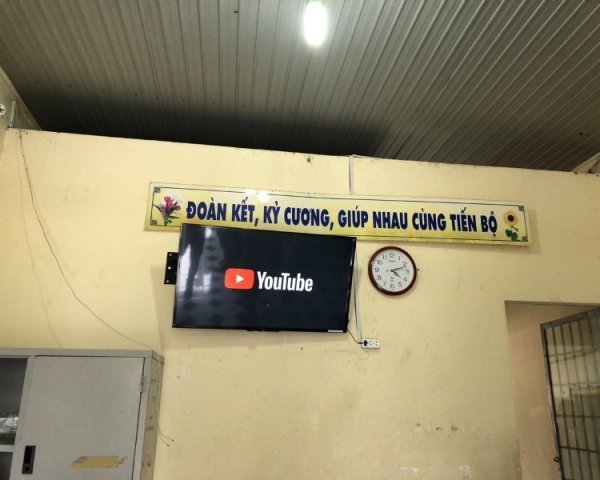 ĐOÀN KẾT, KỶ CƯƠNG, GIÚP NHAU CÙNG TIẾN BỘ
YouTube